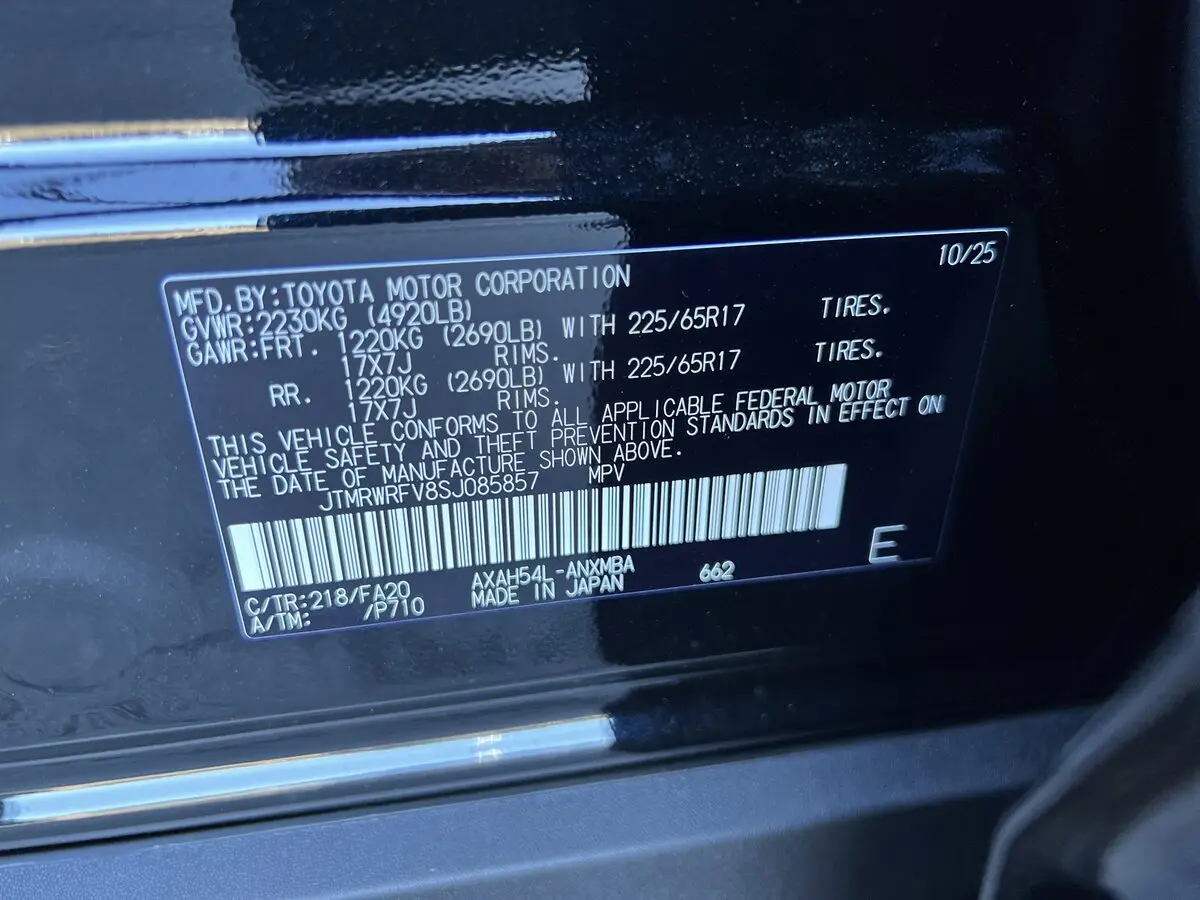 10/25
MFD.BY:TOYOTA MOTOR CORPORATION
GVWR:2230KG (4920LB)
GAWR:FRT. 1220KG (2690LB) WITH 225/65R17 TIRES.
17X7J RIMS.
RR. 1220KG (2690LB) WITH 225/65R17 TIRES.
17X7J RIMS.
THIS VEHICLE CONFORMS TO ALL APPLICABLE FEDERAL MOTOR
VEHICLE SAFETY AND THEFT PREVENTION STANDARDS IN EFFECT ON
THE DATE OF MANUFACTURE SHOWN ABOVE.
JTMRWRFV8SJ085857 MPV
E
C/TR:218/FA20 AXAH54L-ANXMBA 662
A/TM: /P710 MADE IN JAPAN